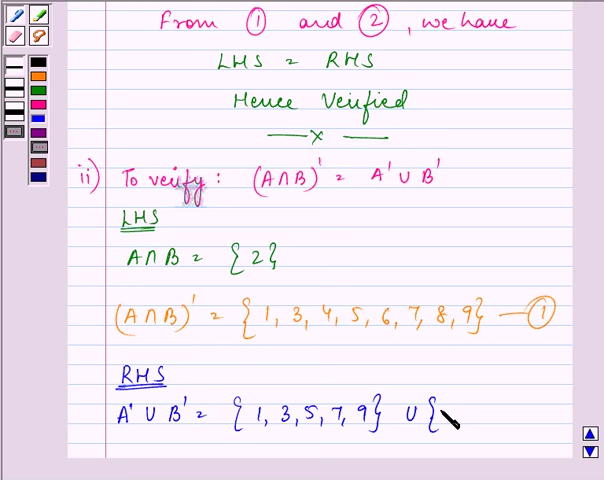 From ① and ②, we have
LHS = RHS
Hence Verified
x
ii) To verify : (A∩B)' = A' ∪ B'
LHS
A∩B = {2}
(A∩B)' = {1, 3, 4, 5, 6, 7, 8, 9} — ①
RHS
A' ∪ B' = {1, 3, 5, 7, 9} ∪ {